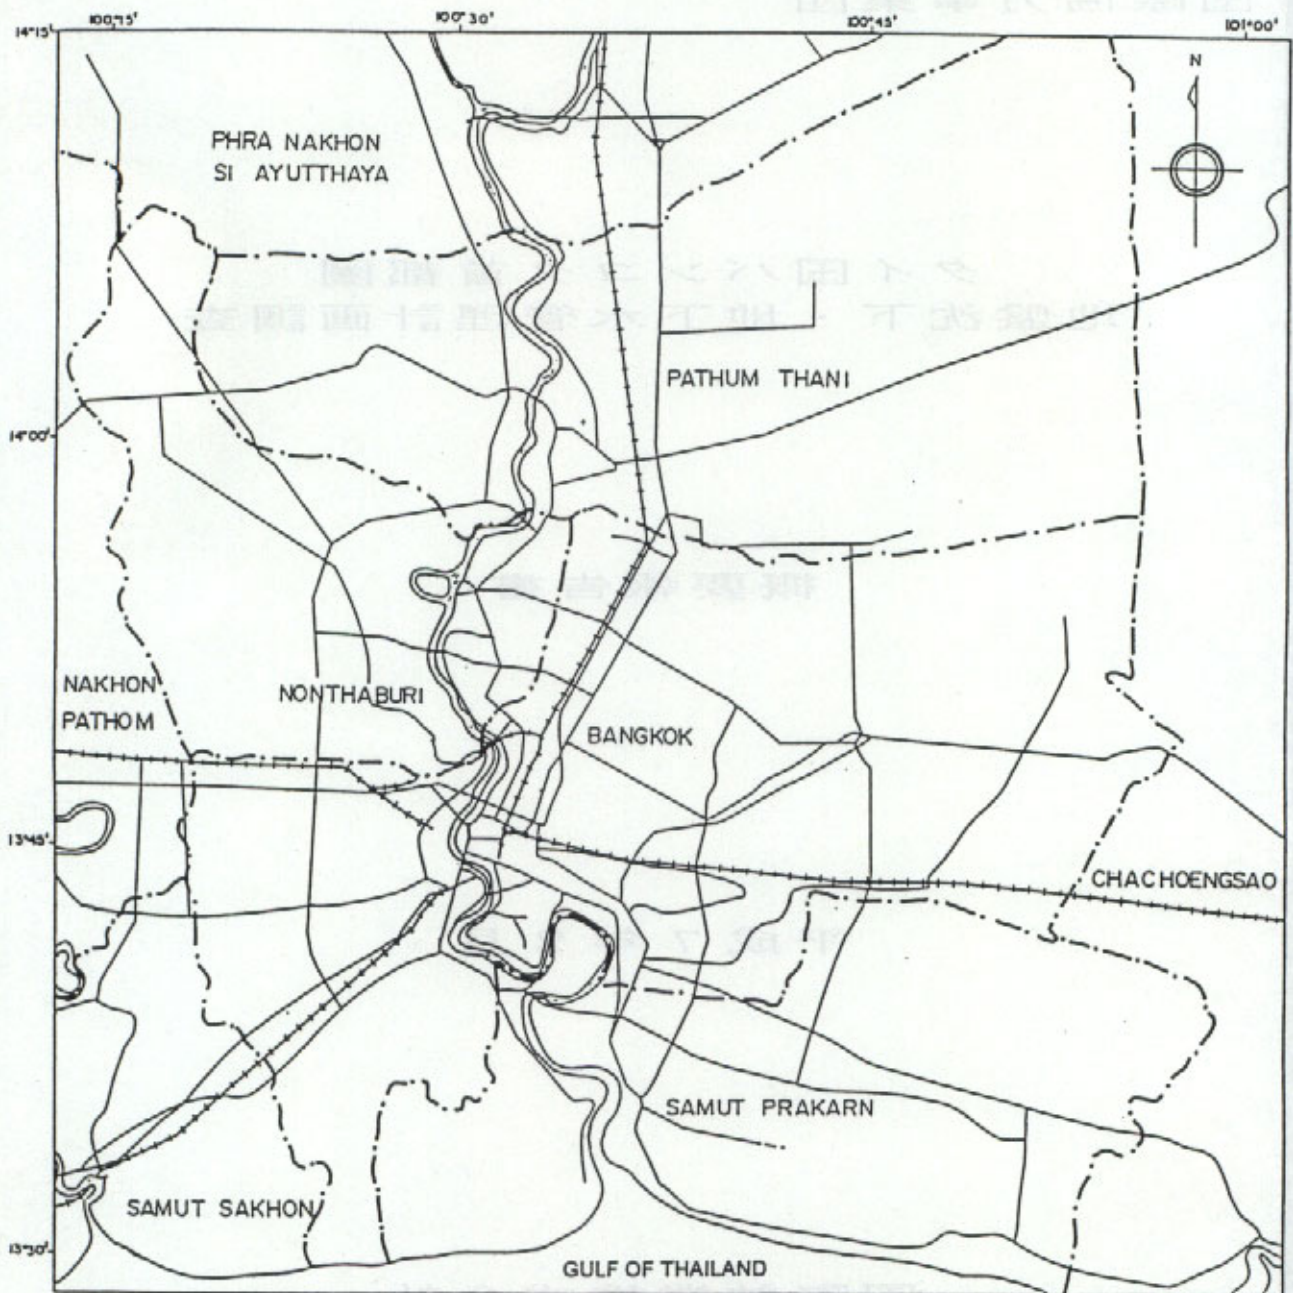 100°15'
100°30'
100°45'
101°00'
14°15'
N
PHRA NAKHON
SI AYUTTHAYA
PATHUM THANI
14°00'
NAKHON
PATHOM
NONTHABURI
BANGKOK
13°45'
CHACHOENGSAO
SAMUT PRAKARN
SAMUT SAKHON
13°30'
GULF OF THAILAND